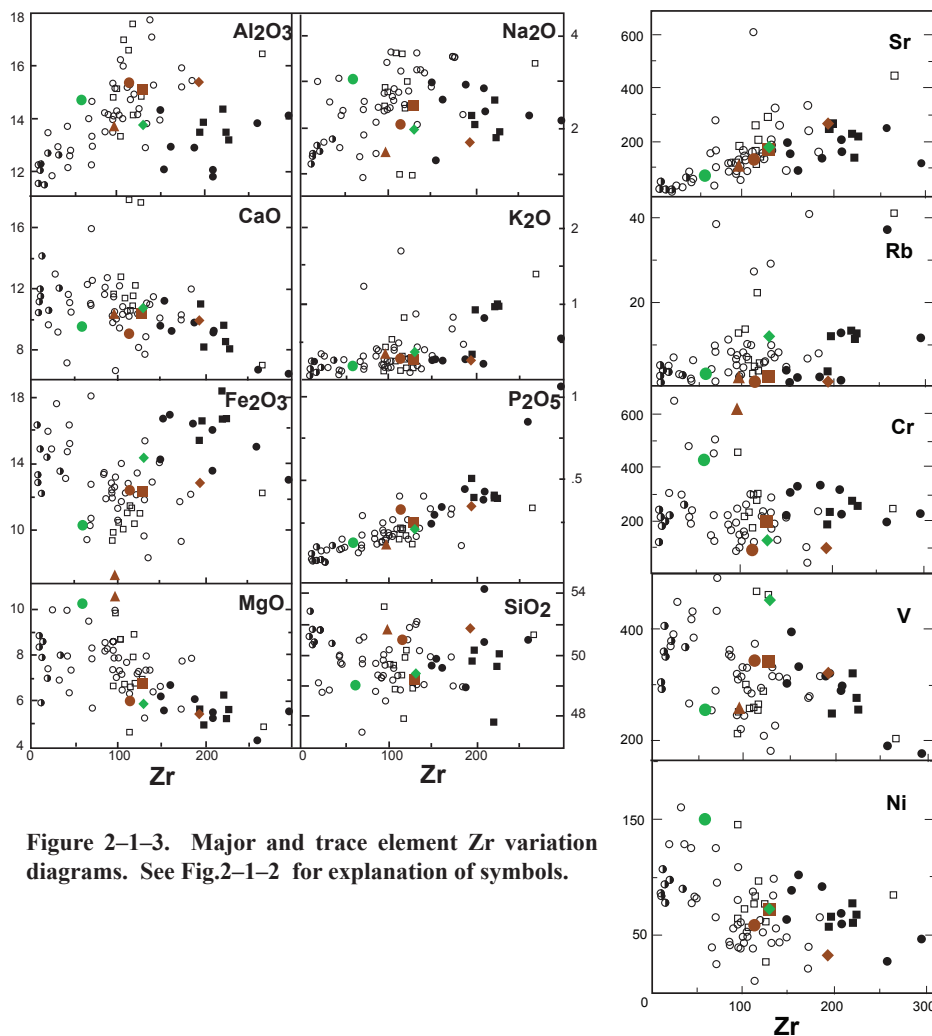 18
16
14
12
Al2O3
Na2O
4
2
16
12
8
CaO
K2O
2
1
18
16
14
12
10
Fe2O3
P2O5
1
.5
10
8
6
4
MgO
SiO2
54
50
48
100
200
100
200
Zr
Figure 2–1–3. Major and trace element Zr variation
diagrams. See Fig.2–1–2 for explanation of symbols.
600
400
200
Sr
40
20
Rb
600
400
200
Cr
400
200
V
150
50
Ni
0
100
200
300
Zr